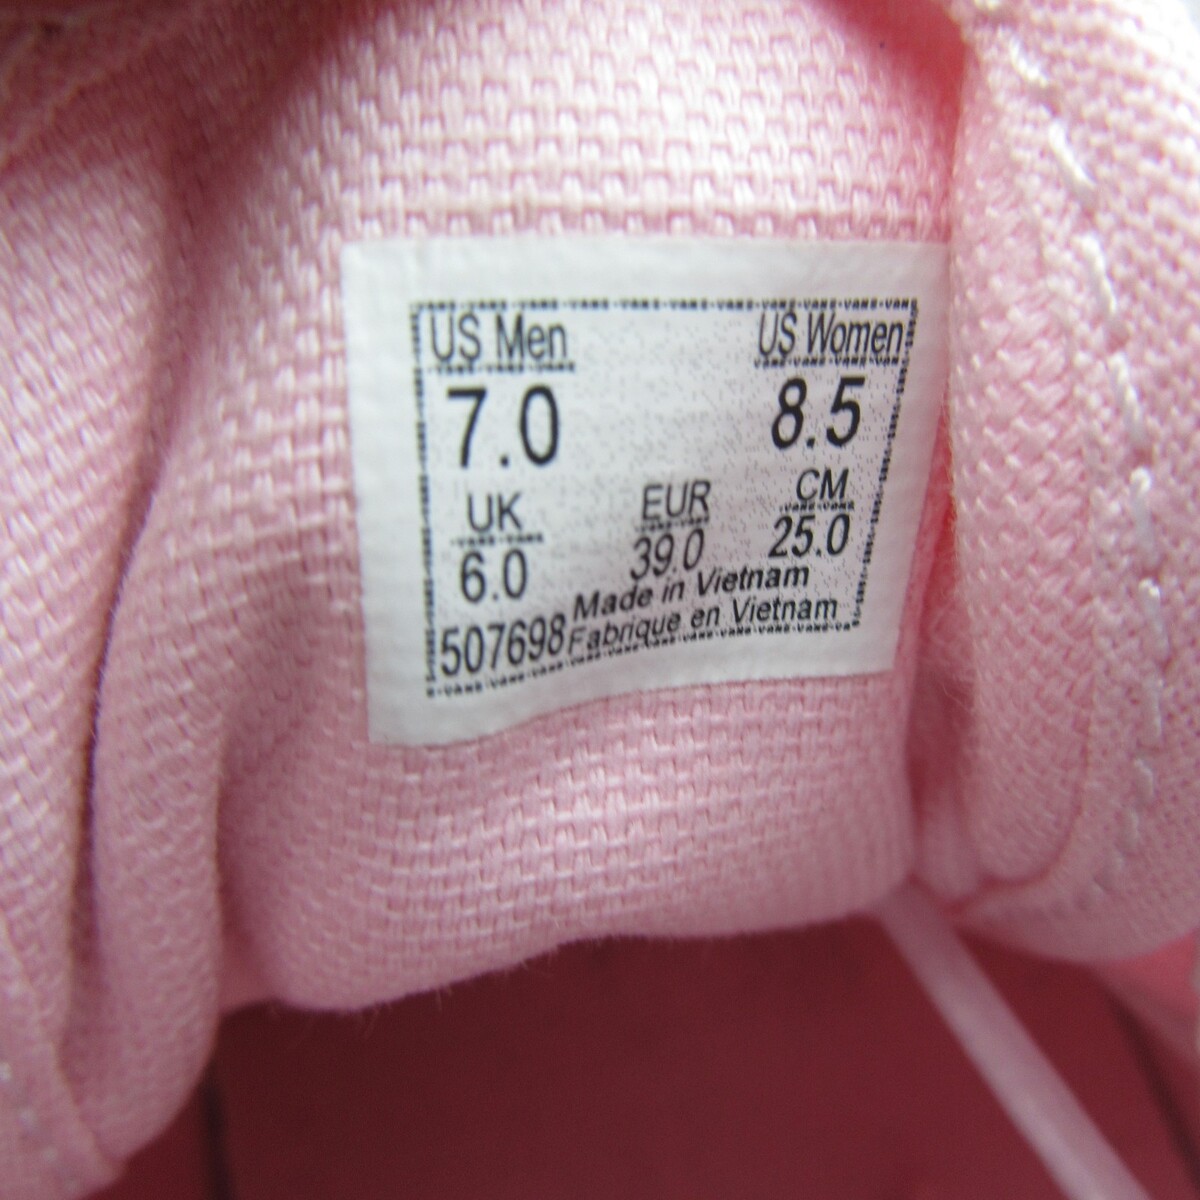 US Men US Women
7.0 8.5
UK EUR CM
6.0 39.0 25.0
Made in Vietnam
507698 Fabrique en Vietnam